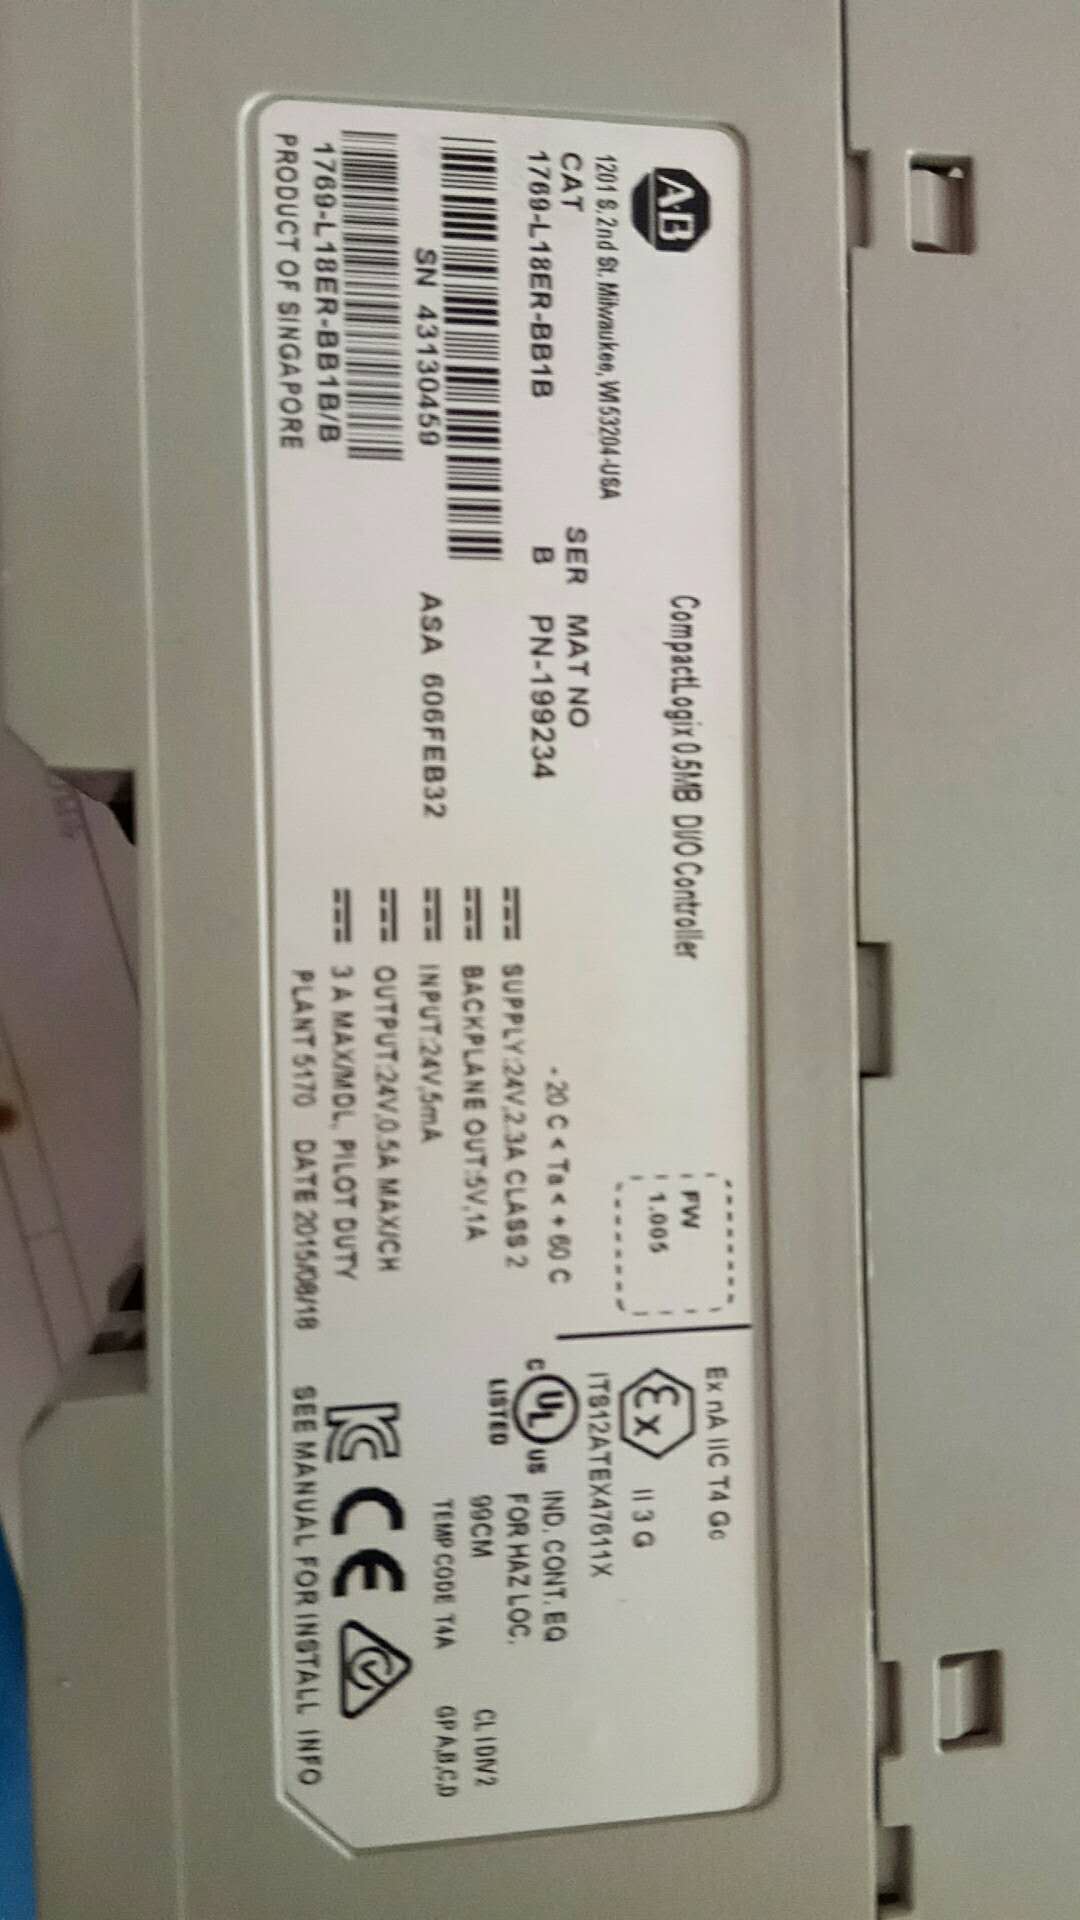 AB
CompactLogix 0.5MB DI/O Controller
1201 S. 2nd St. Milwaukee, WI 53204-USA
CAT
SER
MAT NO
1769-L18ER-BB1B
B
PN-199234
SN 43130459
ASA 606FEB32
1769-L18ER-BB1B/B
PRODUCT OF SINGAPORE
FW
1.005
- 20 C < Ta < + 60 C
SUPPLY:24V,2.3A CLASS 2
BACKPLANE OUT:5V,1A
INPUT:24V,5mA
OUTPUT:24V,0.5A MAX/CH
3 A MAX/MDL, PILOT DUTY
PLANT 5170 DATE 2015/08/18
Ex nA IIC T4 Gc
Ex II 3 G
ITS12ATEX47611X
C UL US
LISTED
IND. CONT. EQ
FOR HAZ LOC.
99CM
CL I DIV2
TEMP CODE T4A
GP A,B,C,D
KC CE
SEE MANUAL FOR INSTALL INFO